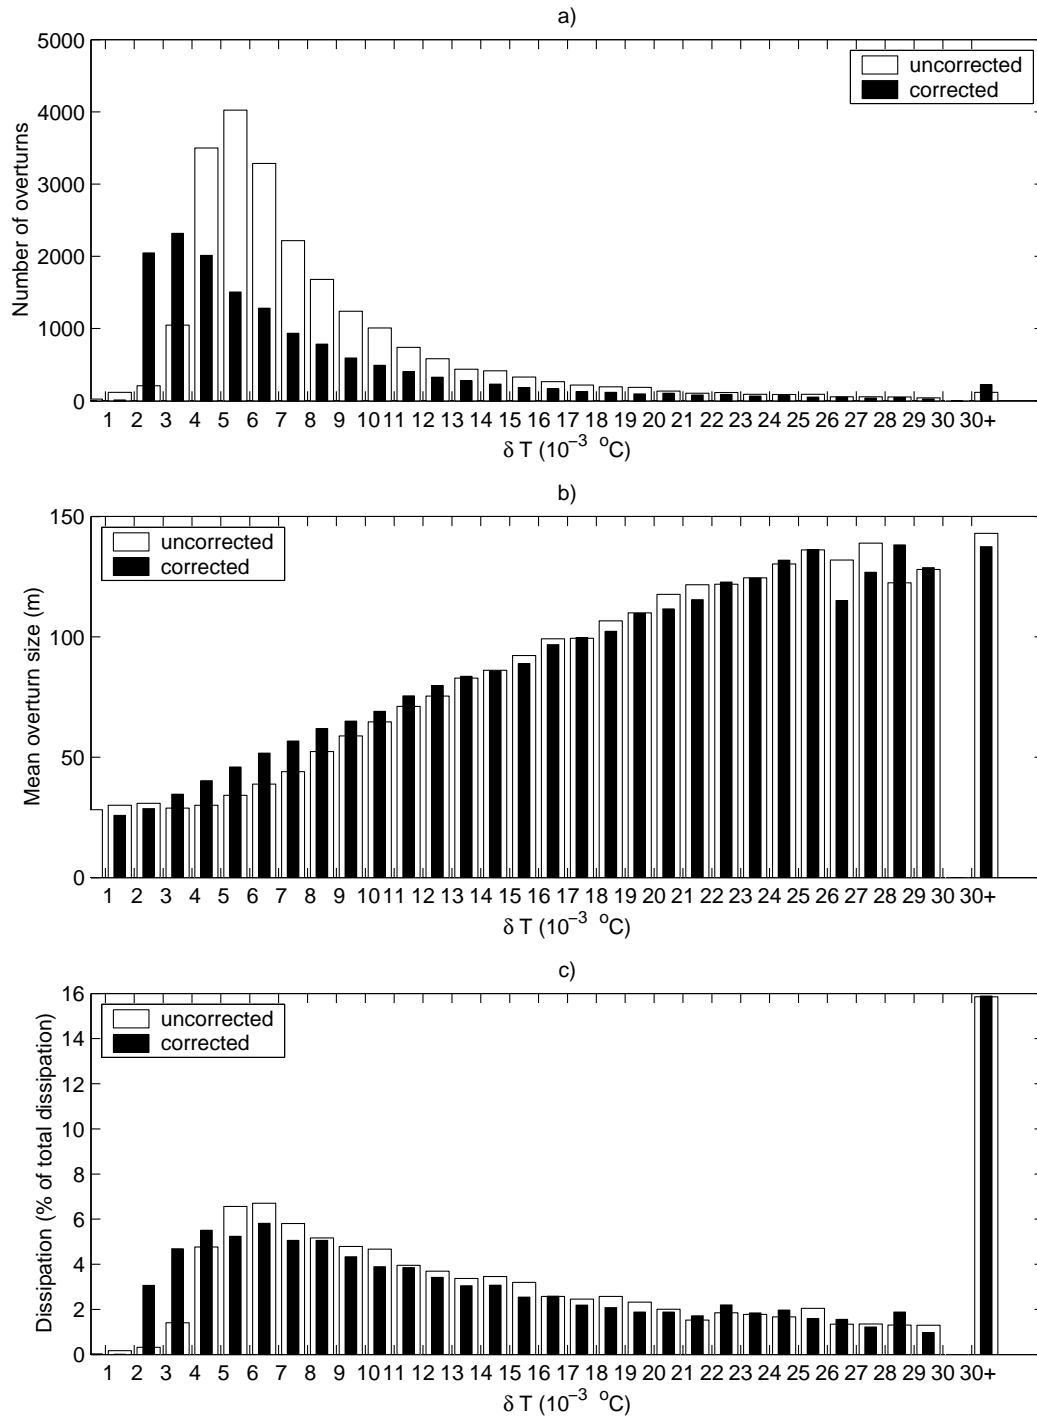 a)
5000
4000
3000
2000
1000
0
Number of overturns
uncorrected
corrected
1 2 3 4 5 6 7 8 9 10 11 12 13 14 15 16 17 18 19 20 21 22 23 24 25 26 27 28 29 30 30+
δ T (10⁻³ °C)
b)
150
100
50
0
Mean overturn size (m)
uncorrected
corrected
1 2 3 4 5 6 7 8 9 10 11 12 13 14 15 16 17 18 19 20 21 22 23 24 25 26 27 28 29 30+
δ T (10⁻³ °C)
c)
16
14
12
10
8
6
4
2
0
Dissipation (% of total dissipation)
uncorrected
corrected
1 2 3 4 5 6 7 8 9 10 11 12 13 14 15 16 17 18 19 20 21 22 23 24 25 26 27 28 29 30+
δ T (10⁻³ °C)